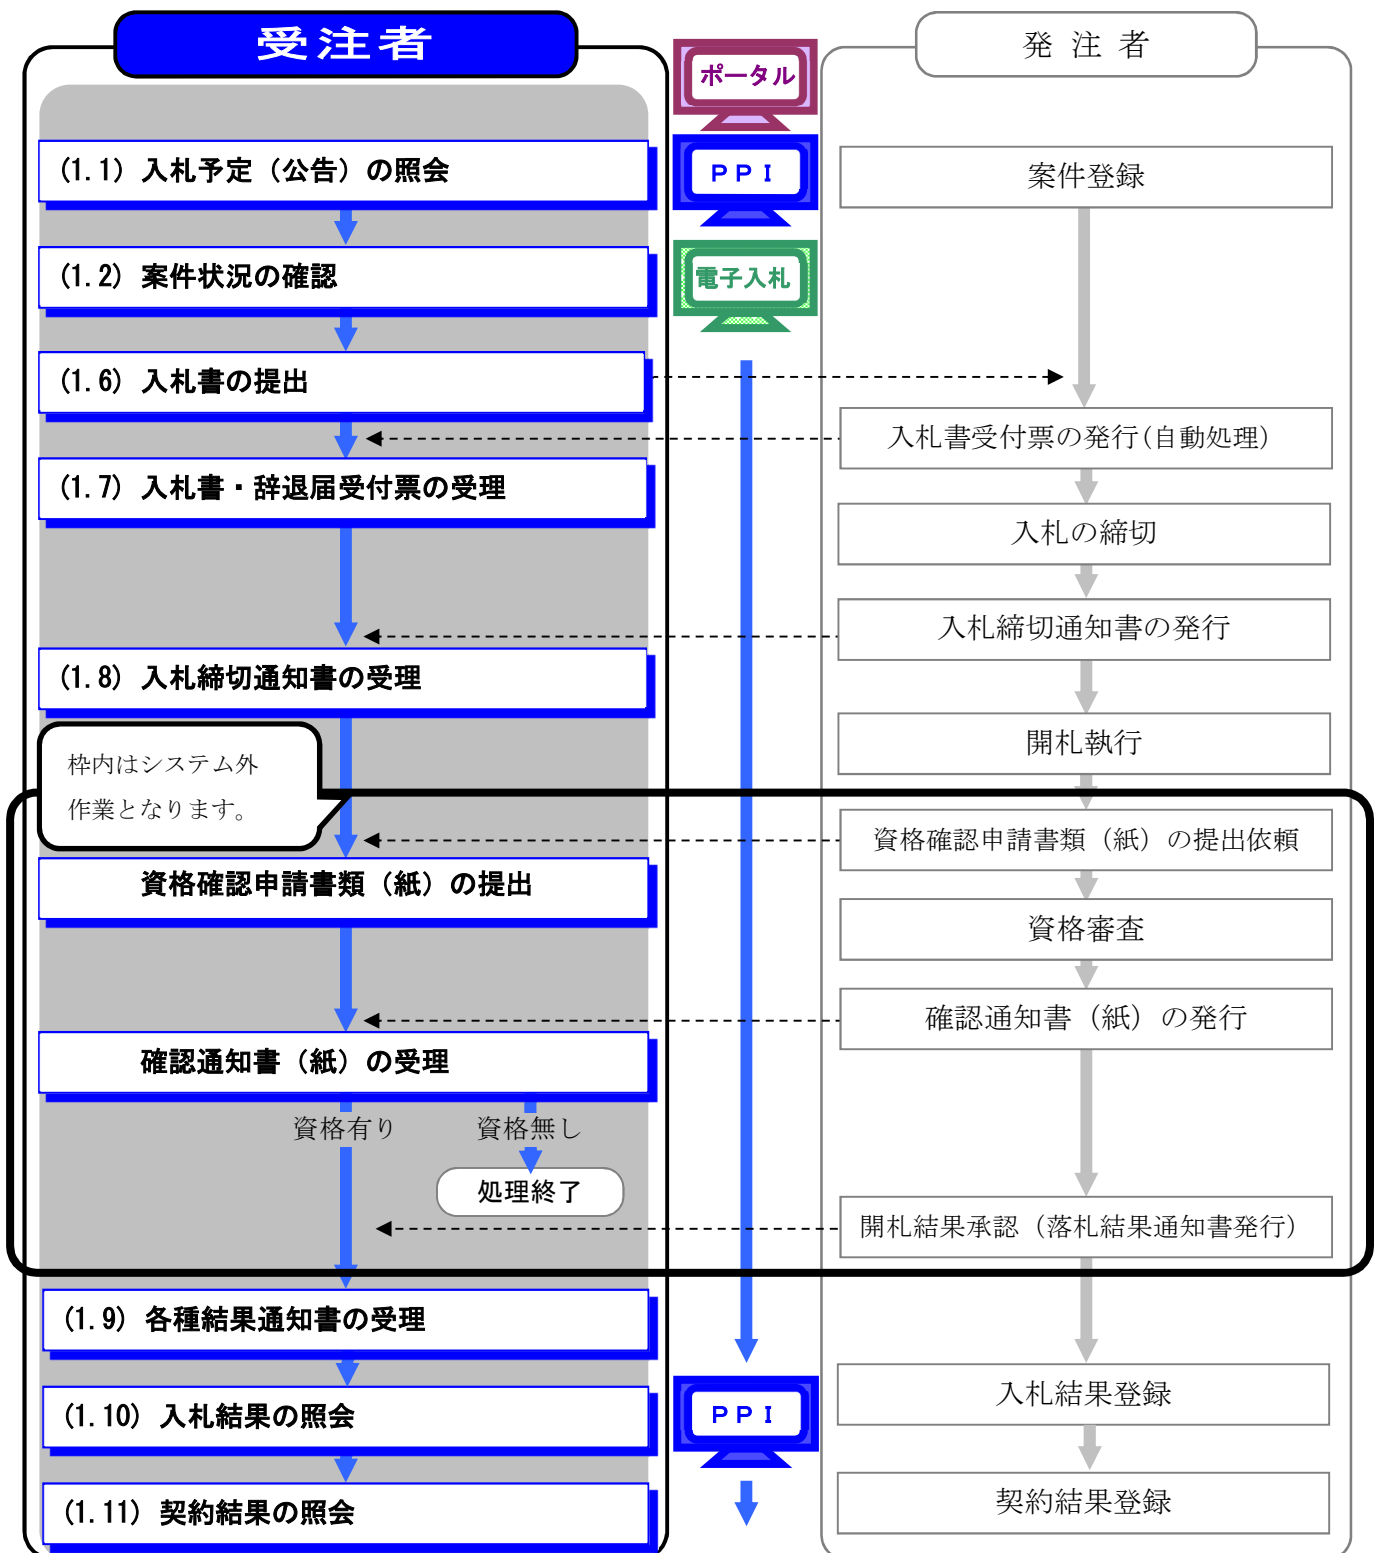 受注者
ポータル
発注者
(1.1) 入札予定（公告）の照会
ＰＰＩ
案件登録
(1.2) 案件状況の確認
電子入札
(1.6) 入札書の提出
入札書受付票の発行（自動処理）
(1.7) 入札書・辞退届受付票の受理
入札の締切
入札締切通知書の発行
(1.8) 入札締切通知書の受理
開札執行
枠内はシステム外
作業となります。
資格確認申請書類（紙）の提出依頼
資格確認申請書類（紙）の提出
資格審査
確認通知書（紙）の発行
確認通知書（紙）の受理
資格有り
資格無し
処理終了
開札結果承認（落札結果通知書発行）
(1.9) 各種結果通知書の受理
入札結果登録
(1.10) 入札結果の照会
ＰＰＩ
契約結果登録
(1.11) 契約結果の照会